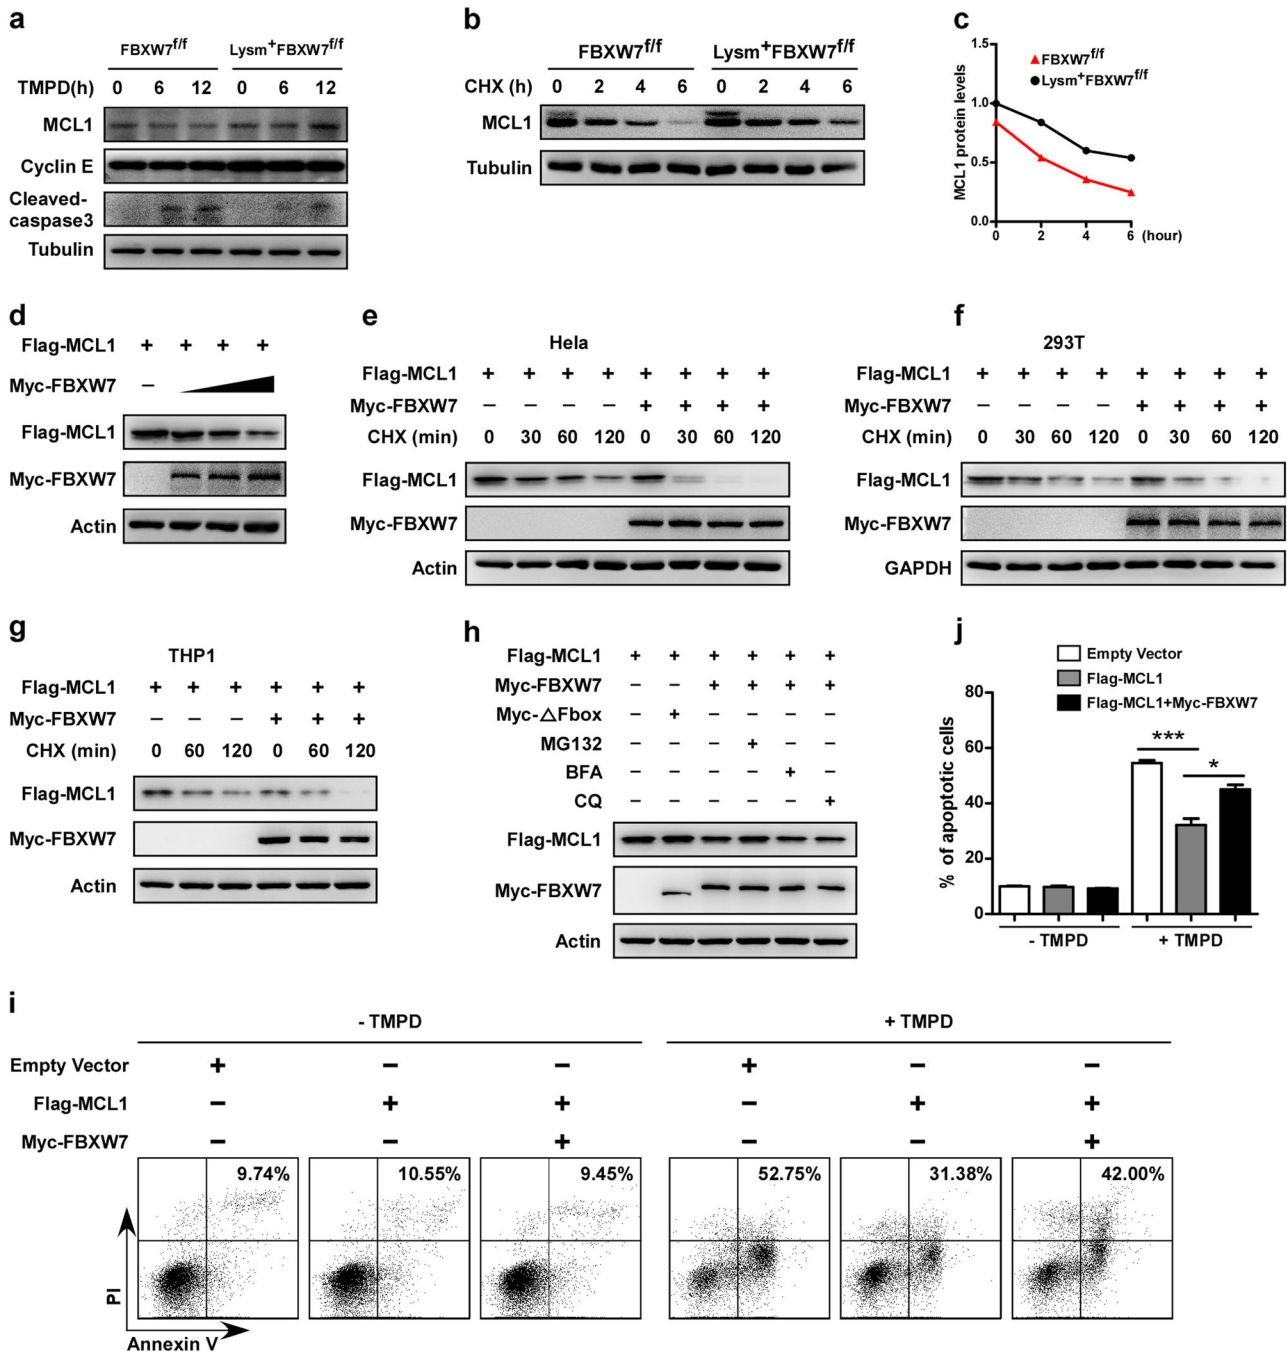 a
FBXW7f/f Lysm+FBXW7f/f
TMPD(h) 0 6 12 0 6 12
MCL1
Cyclin E
Cleaved-
caspase3
Tubulin
b
FBXW7f/f Lysm+FBXW7f/f
CHX (h) 0 2 4 6 0 2 4 6
MCL1
Tubulin
c
MCL1 protein levels
1.5
1.0
0.5
0.0
0 2 4 6 (hour)
FBXW7f/f
Lysm+FBXW7f/f
d
Flag-MCL1 + + + +
Myc-FBXW7 −
Flag-MCL1
Myc-FBXW7
Actin
e
Hela
Flag-MCL1 + + + + + + + +
Myc-FBXW7 − − − − + + + +
CHX (min) 0 30 60 120 0 30 60 120
Flag-MCL1
Myc-FBXW7
Actin
f
293T
Flag-MCL1 + + + + + + + +
Myc-FBXW7 − − − − + + + +
CHX (min) 0 30 60 120 0 30 60 120
Flag-MCL1
Myc-FBXW7
GAPDH
g
THP1
Flag-MCL1 + + + + + +
Myc-FBXW7 − − − + + +
CHX (min) 0 60 120 0 60 120
Flag-MCL1
Myc-FBXW7
Actin
h
Flag-MCL1 + + + + + +
Myc-FBXW7 − − + + + +
Myc-△Fbox − + − − − −
MG132 − − − + − −
BFA − − − − + −
CQ − − − − − +
Flag-MCL1
Myc-FBXW7
Actin
j
Empty Vector
Flag-MCL1
Flag-MCL1+Myc-FBXW7
% of apoptotic cells
80
60
40
20
0
***
*
- TMPD + TMPD
i
- TMPD + TMPD
Empty Vector + − − + − −
Flag-MCL1 − + + − + +
Myc-FBXW7 − − + − − +
9.74% 10.55% 9.45% 52.75% 31.38% 42.00%
PI
Annexin V